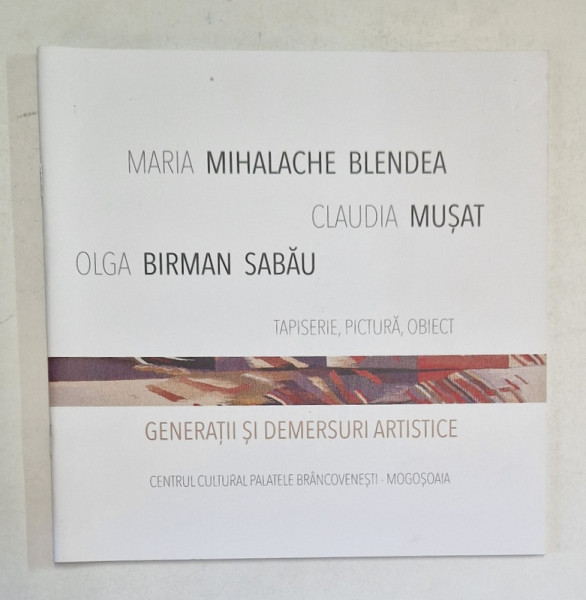 MARIA MIHALACHE BLENDEA
CLAUDIA MUȘAT
OLGA BIRMAN SABĂU
TAPISERIE, PICTURĂ, OBIECT
GENERAȚII ȘI DEMERSURI ARTISTICE
CENTRUL CULTURAL PALATELE BRÂNCOVENEȘTI - MOGOȘOAIA